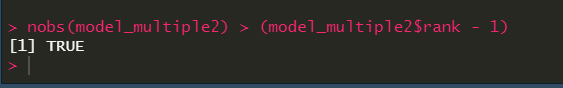 > nobs(model_multiple2) > (model_multiple2$rank - 1)
[1] TRUE
>